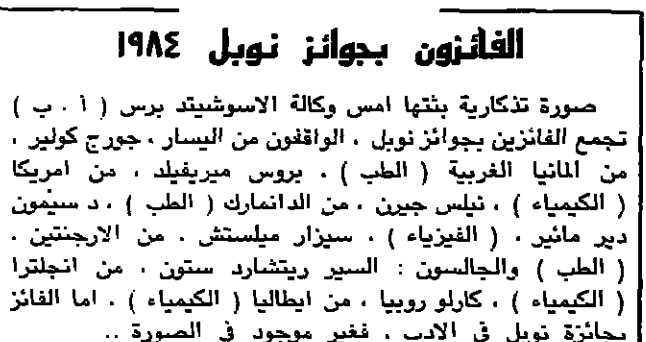 الفائزون بجوائز نوبل ١٩٨٤
صورة تذكارية بثتها امس وكالة الاسوشيتد برس ( أ . ب )
تجمع الفائزين بجوائز نوبل ، الواقفون من اليسار ، جورج كولير ،
من المانيا الغربية ( الطب ) ، بروس ميريفيلد ، من امريكا
( الكيمياء ) ، نيلس جيرن ، من الدانمارك ( الطب ) ، د سيمون
دير مائير ، ( الفيزياء ) ، سيزار ميلستش ، من الارجنتين ،
( الطب ) والجالسون : السير ريتشارد ستون ، من انجلترا
( الكيمياء ) ، كارلو روبيا ، من ايطاليا ( الكيمياء ) ، اما الفائز
بجائزة نوبل في الادب ، فغير موجود في الصورة ..